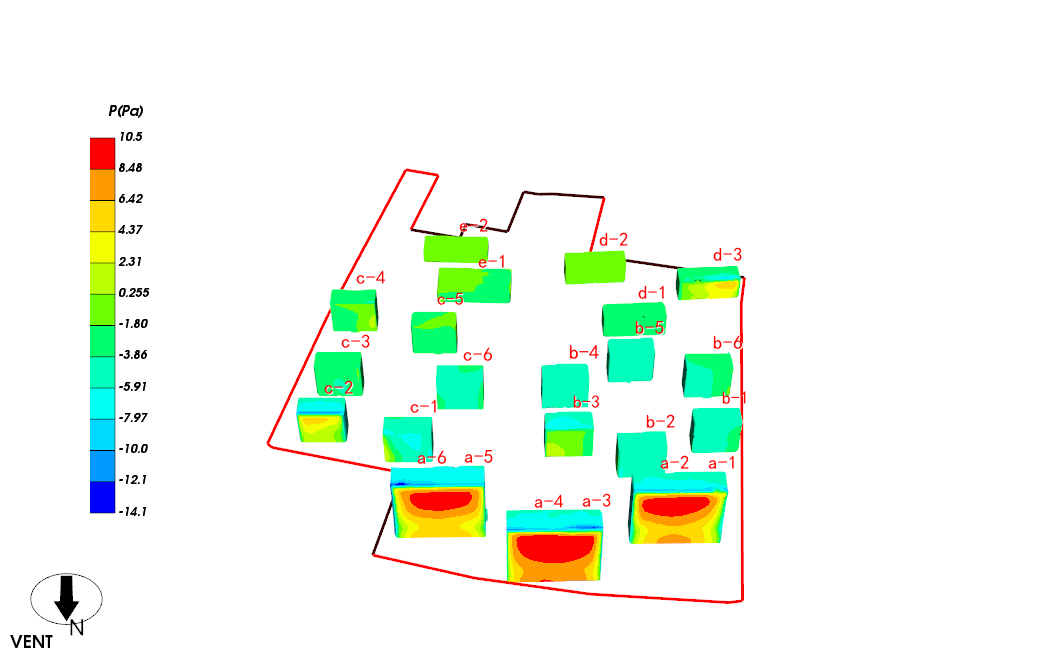 P(Pa)
10.5
8.48
6.42
4.37
2.31
0.255
-1.80
-3.86
-5.91
-7.97
-10.0
-12.1
-14.1
e-2
d-2
d-3
e-1
c-4
d-1
c-5
b-5
c-3
b-6
b-4
c-6
c-2
b-1
b-3
c-1
b-2
a-6
a-5
a-2
a-1
a-4
a-3
N
VENT